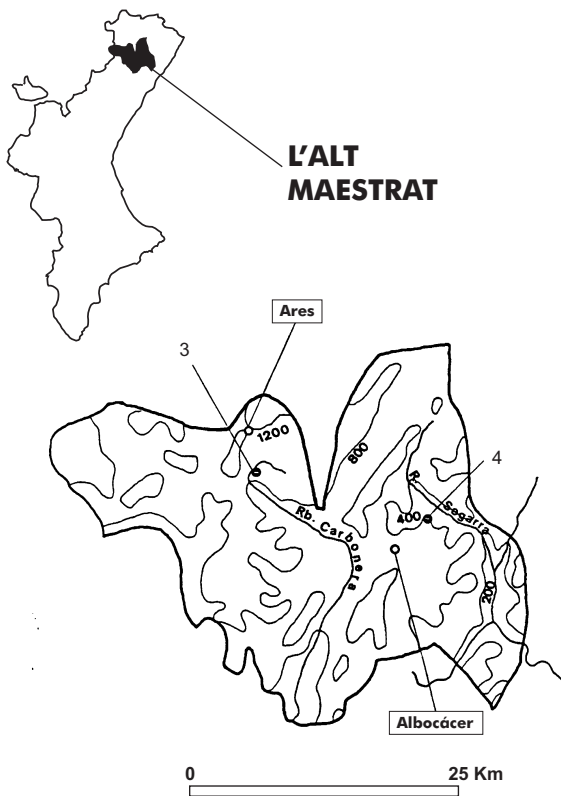 L'ALT
MAESTRAT
Ares
3
1200
800
4
R. Segarra
400
Rb. Carbonera
200
Albocácer
0 25 Km